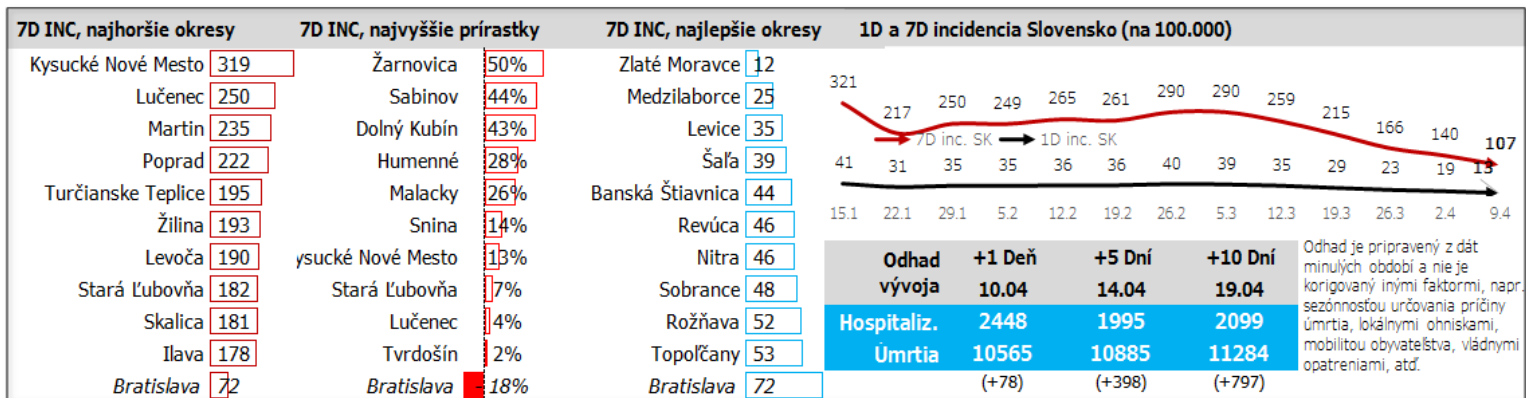 7D INC, najhoršie okresy
Kysucké Nové Mesto 319
Lučenec 250
Martin 235
Poprad 222
Turčianske Teplice 195
Žilina 193
Levoča 190
Stará Ľubovňa 182
Skalica 181
Ilava 178
Bratislava 72
7D INC, najvyššie prírastky
Žarnovica 50%
Sabinov 44%
Dolný Kubín 43%
Humenné 28%
Malacky 26%
Snina 14%
ysucké Nové Mesto 13%
Stará Ľubovňa 7%
Lučenec 4%
Tvrdošín 2%
Bratislava -18%
7D INC, najlepšie okresy
Zlaté Moravce 12
Medzilaborce 25
Levice 35
Šaľa 39
Banská Štiavnica 44
Revúca 46
Nitra 46
Sobrance 48
Rožňava 52
Topoľčany 53
Bratislava 72
1D a 7D incidencia Slovensko (na 100.000)
321 217 250 249 265 261 290 290 259 215 166 140 107
7D inc. SK 1D inc. SK
41 31 35 35 36 36 40 39 35 29 23 19 13
15.1 22.1 29.1 5.2 12.2 19.2 26.2 5.3 12.3 19.3 26.3 2.4 9.4
Odhad +1 Deň +5 Dní +10 Dní
vývoja 10.04 14.04 19.04
Hospitaliz. 2448 1995 2099
Úmrtia 10565 10885 11284
(+78) (+398) (+797)
Odhad je pripravený z dát
minulých období a nie je
korigovaný inými faktormi, napr.
sezónnosťou určovania príčiny
úmrtia, lokálnymi ohniskami,
mobilitou obyvateľstva, vládnymi
opatreniami, atď.